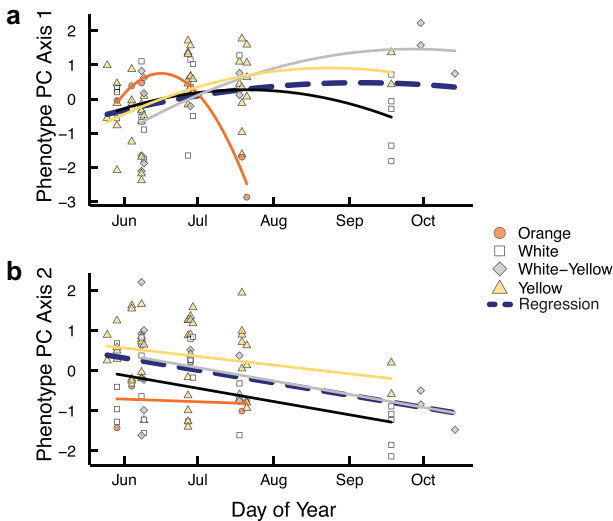 a
Phenotype PC Axis 1
2
1
0
−1
−2
−3
Jun Jul Aug Sep Oct
b
Phenotype PC Axis 2
2
1
0
−1
−2
Jun Jul Aug Sep Oct
Day of Year
Orange
White
White−Yellow
Yellow
Regression